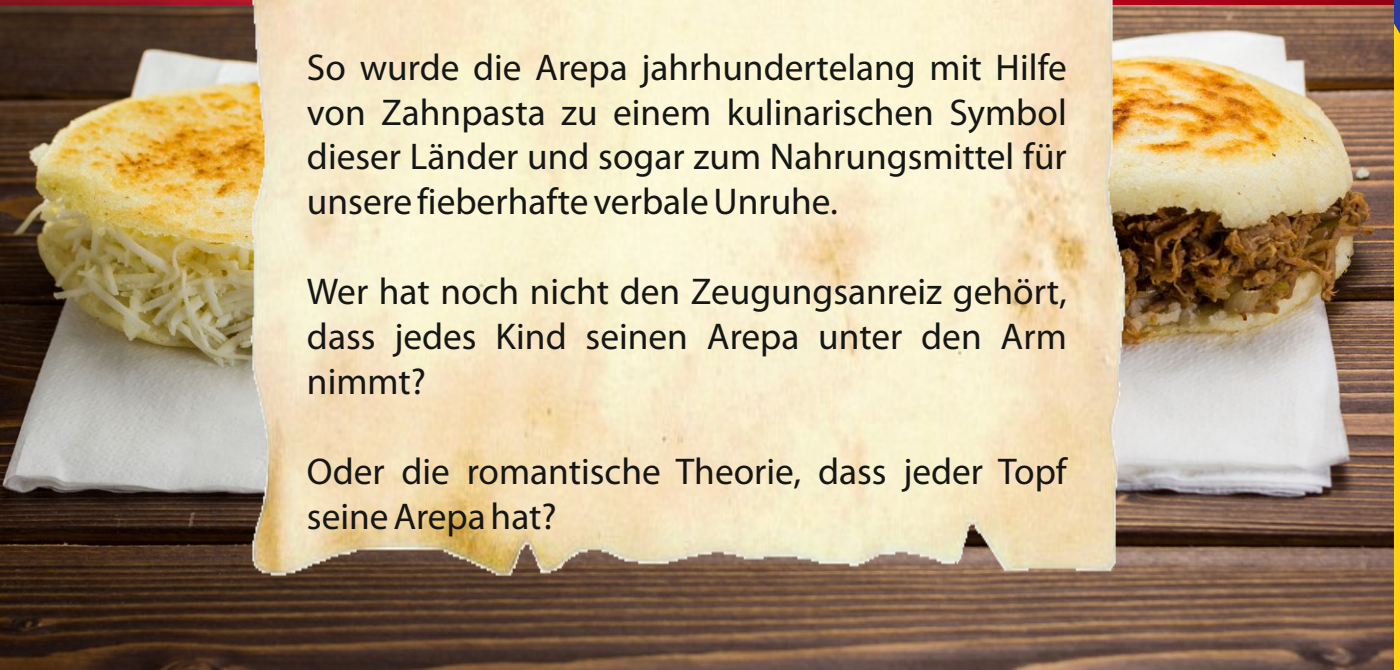 So wurde die Arepa jahrhundertelang mit Hilfe
von Zahnpasta zu einem kulinarischen Symbol
dieser Länder und sogar zum Nahrungsmittel für
unsere fieberhafte verbale Unruhe.
Wer hat noch nicht den Zeugungsanreiz gehört,
dass jedes Kind seinen Arepa unter den Arm
nimmt?
Oder die romantische Theorie, dass jeder Topf
seine Arepa hat?